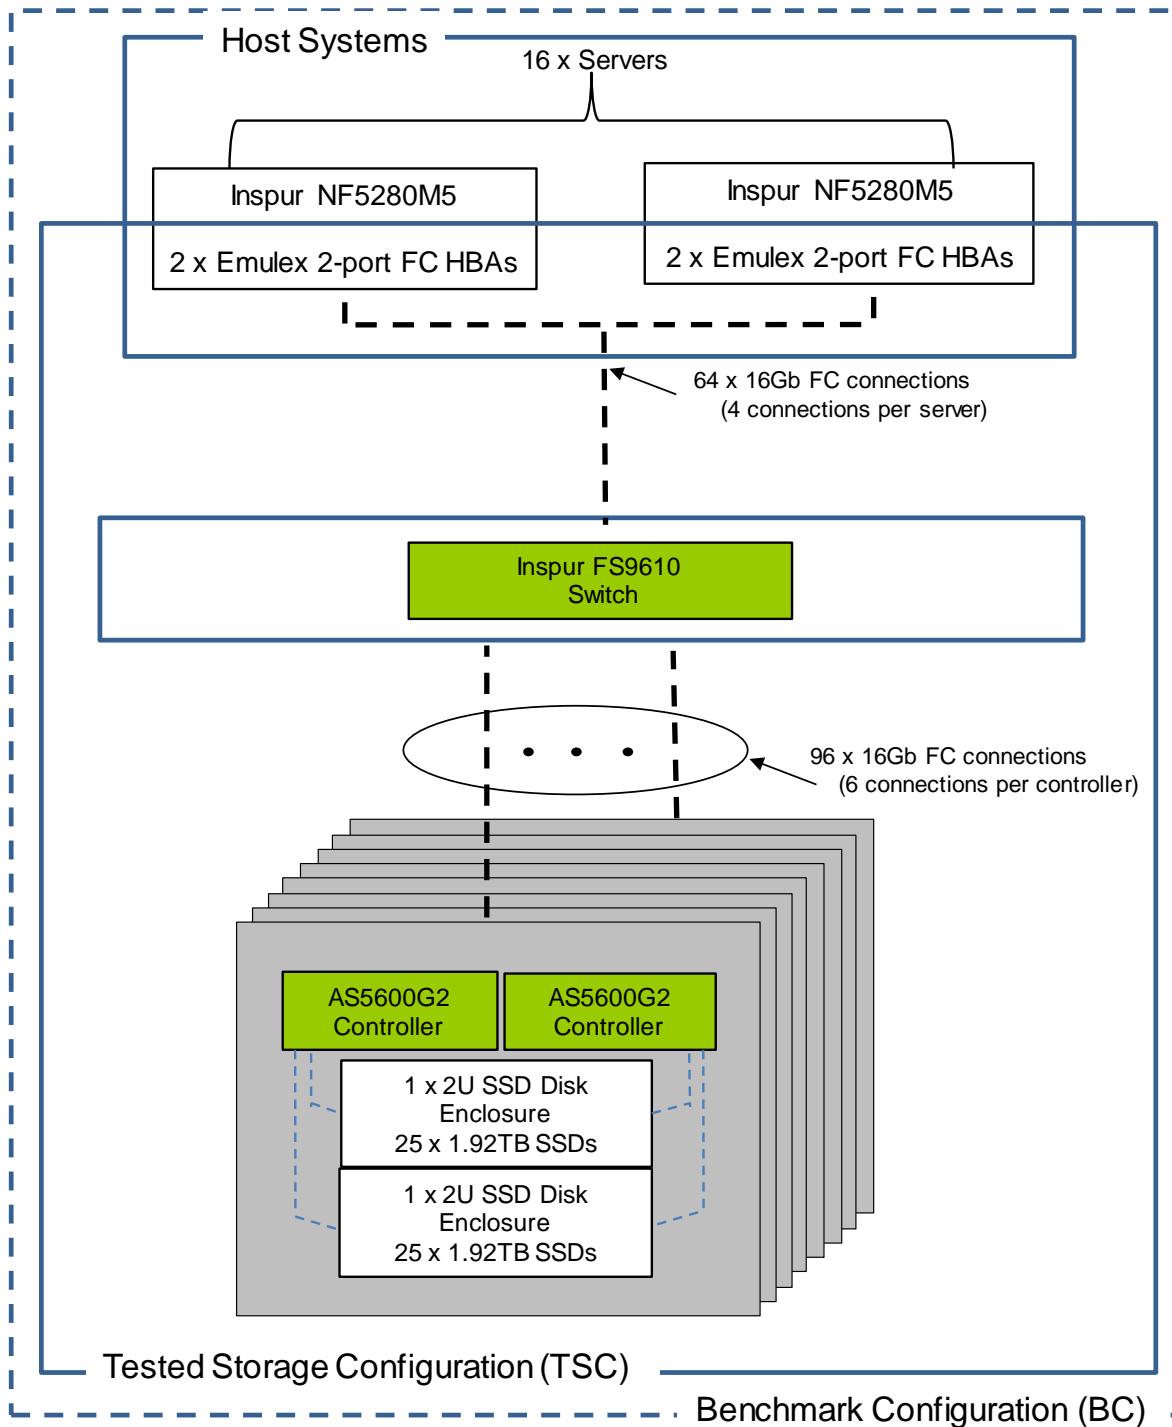 Host Systems
16 x Servers
Inspur NF5280M5
2 x Emulex 2-port FC HBAs
Inspur NF5280M5
2 x Emulex 2-port FC HBAs
64 x 16Gb FC connections
(4 connections per server)
Inspur FS9610
Switch
96 x 16Gb FC connections
(6 connections per controller)
AS5600G2
Controller
AS5600G2
Controller
1 x 2U SSD Disk
Enclosure
25 x 1.92TB SSDs
1 x 2U SSD Disk
Enclosure
25 x 1.92TB SSDs
Tested Storage Configuration (TSC)
Benchmark Configuration (BC)